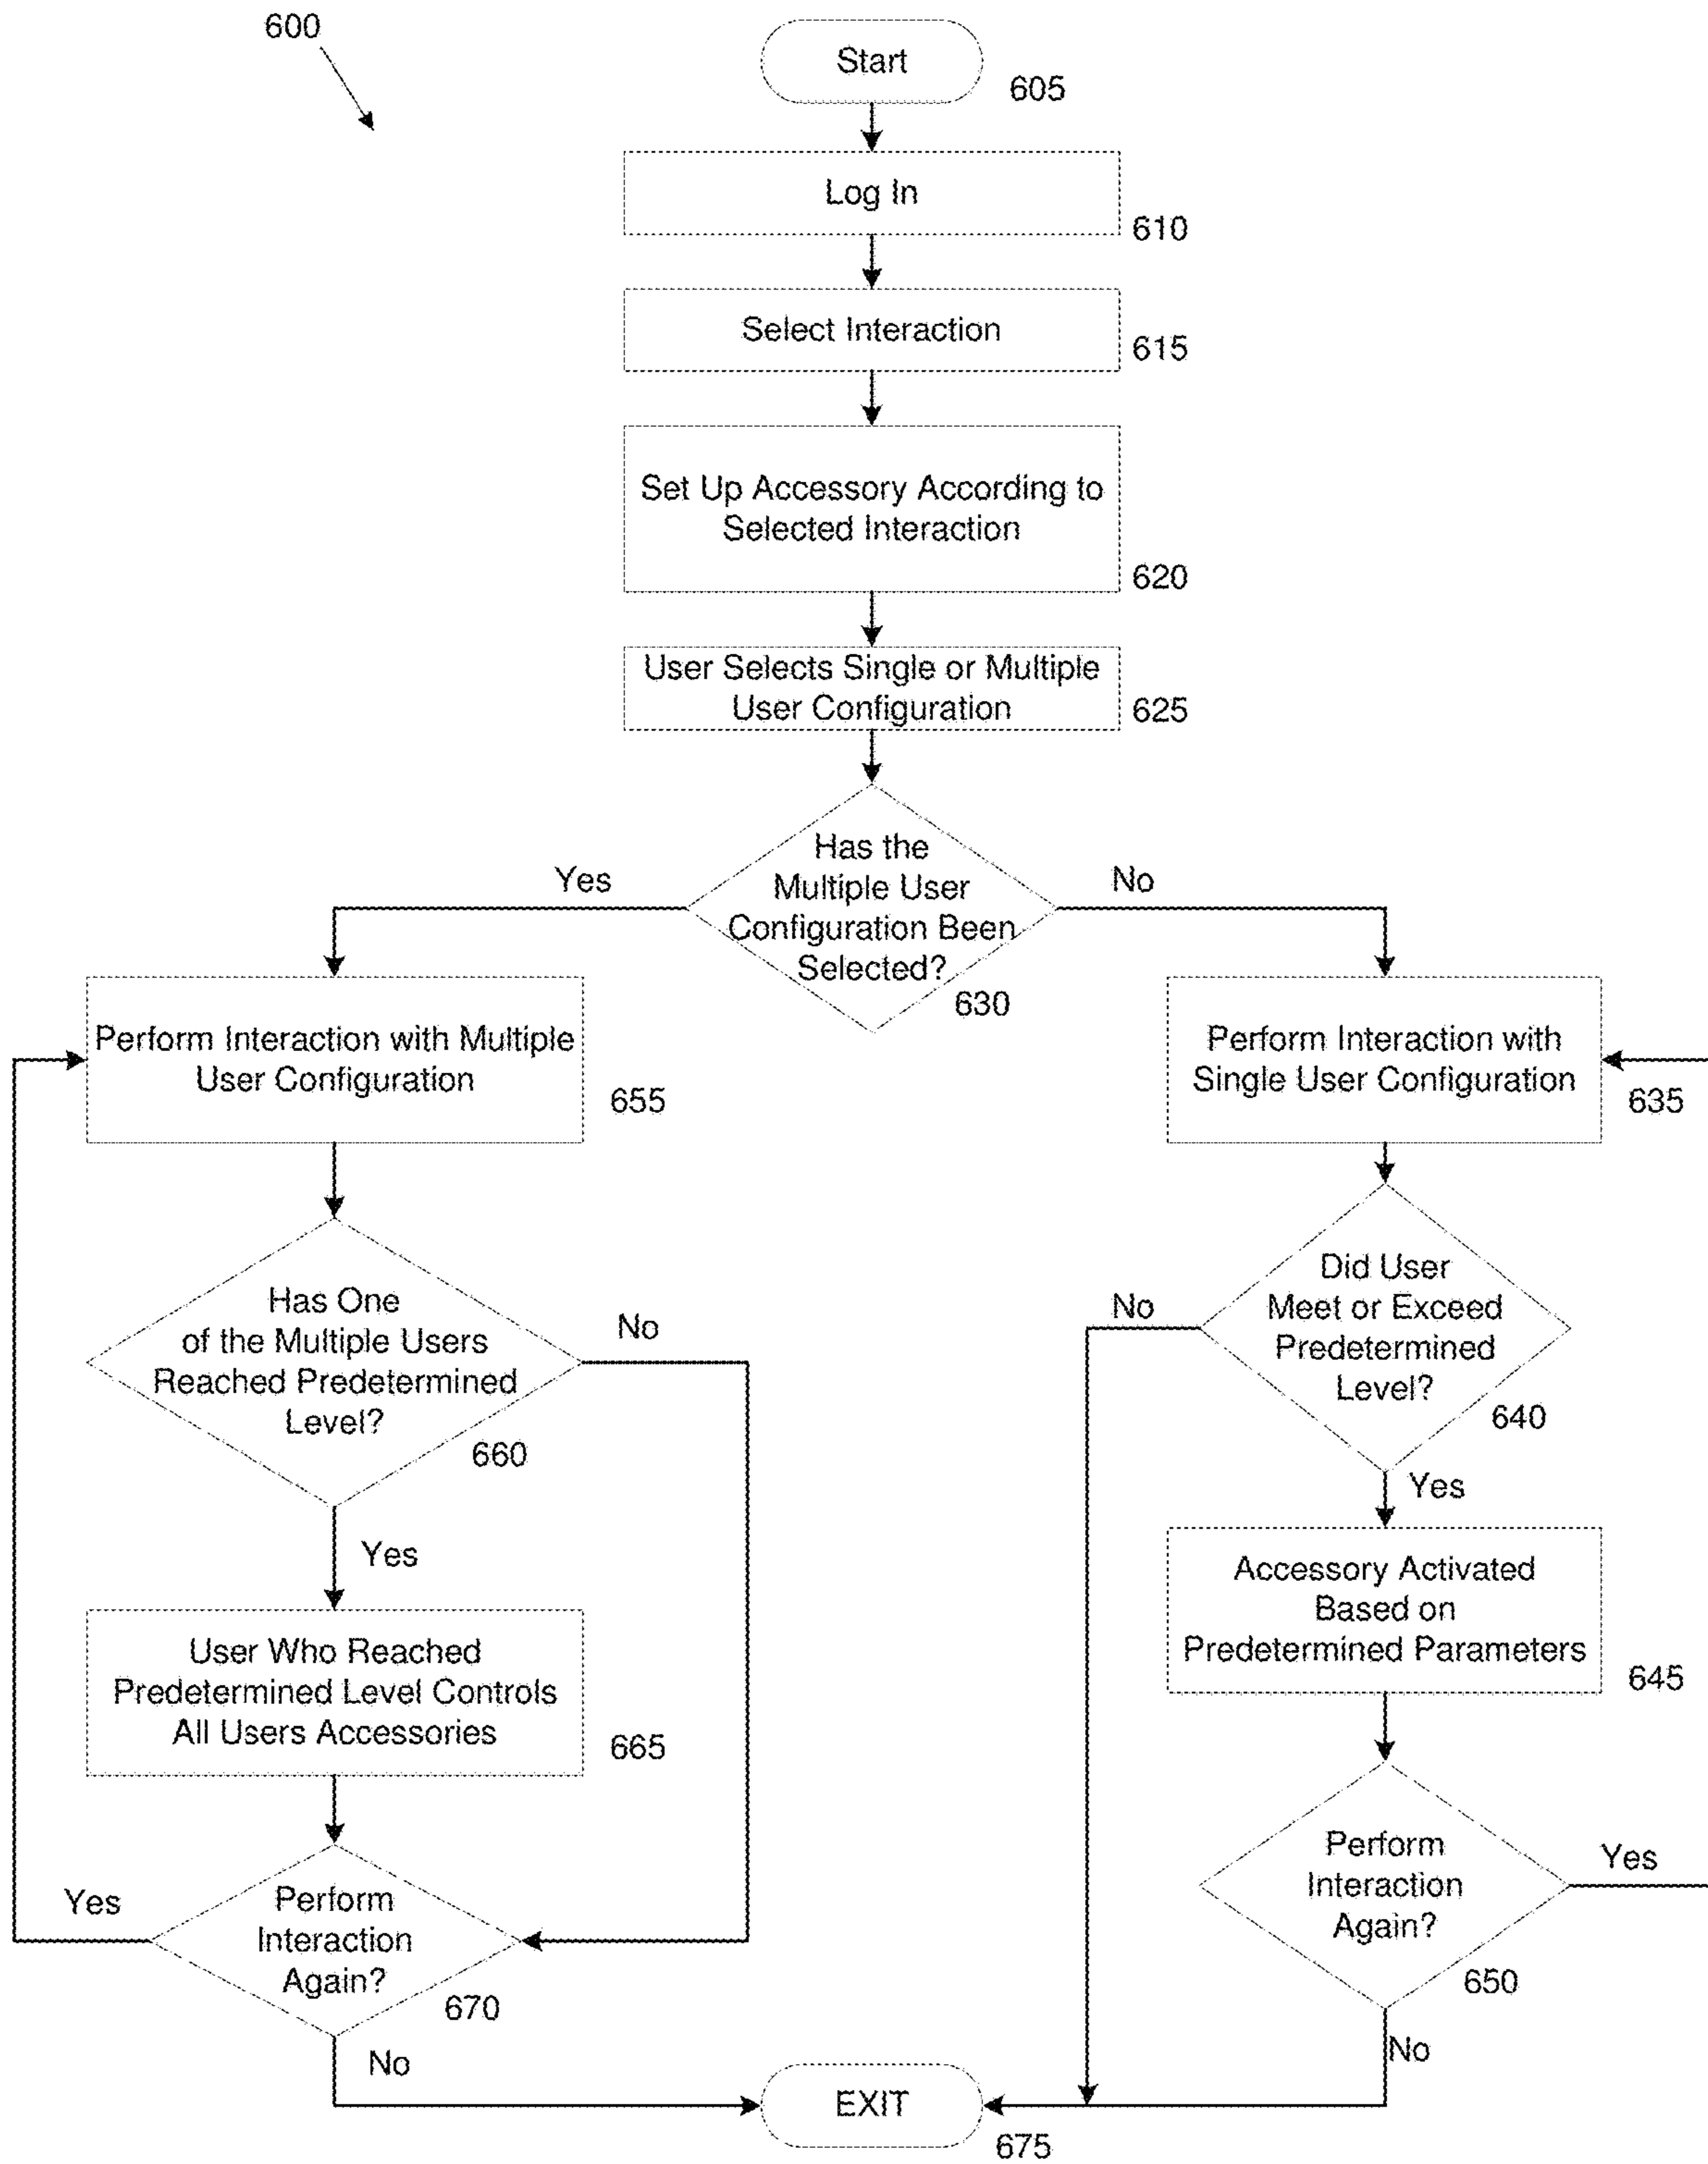 600
Start
605
Log In
610
Select Interaction
615
Set Up Accessory According to
Selected Interaction
620
User Selects Single or Multiple
User Configuration
625
Has the
Multiple User
Configuration Been
Selected?
630
Yes
No
Perform Interaction with Multiple
User Configuration
655
Perform Interaction with
Single User Configuration
635
Has One
of the Multiple Users
Reached Predetermined
Level?
660
No
Yes
Did User
Meet or Exceed
Predetermined
Level?
640
No
Yes
User Who Reached
Predetermined Level Controls
All Users Accessories
665
Accessory Activated
Based on
Predetermined Parameters
645
Perform
Interaction
Again?
670
Yes
No
Perform
Interaction
Again?
650
Yes
No
EXIT
675